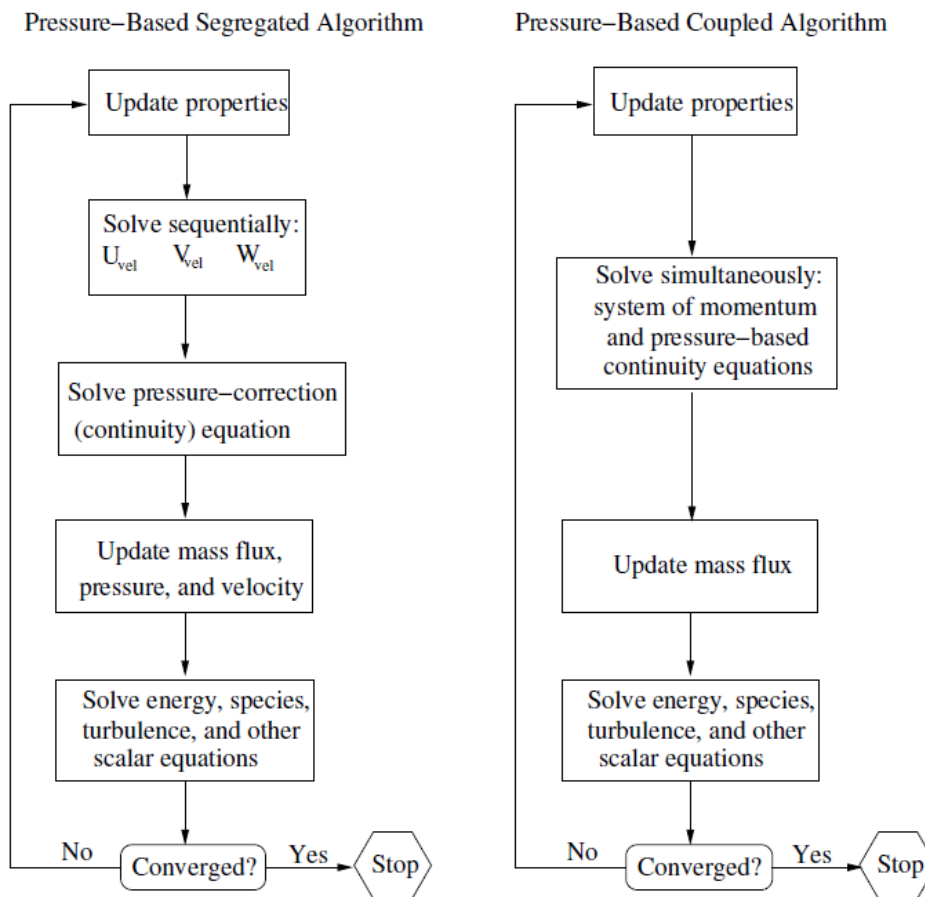 Pressure−Based Segregated Algorithm
Update properties
Solve sequentially:
U_vel V_vel W_vel
Solve pressure−correction
(continuity) equation
Update mass flux,
pressure, and velocity
Solve energy, species,
turbulence, and other
scalar equations
No
Converged?
Yes
Stop
Pressure−Based Coupled Algorithm
Update properties
Solve simultaneously:
system of momentum
and pressure−based
continuity equations
Update mass flux
Solve energy, species,
turbulence, and other
scalar equations
No
Converged?
Yes
Stop